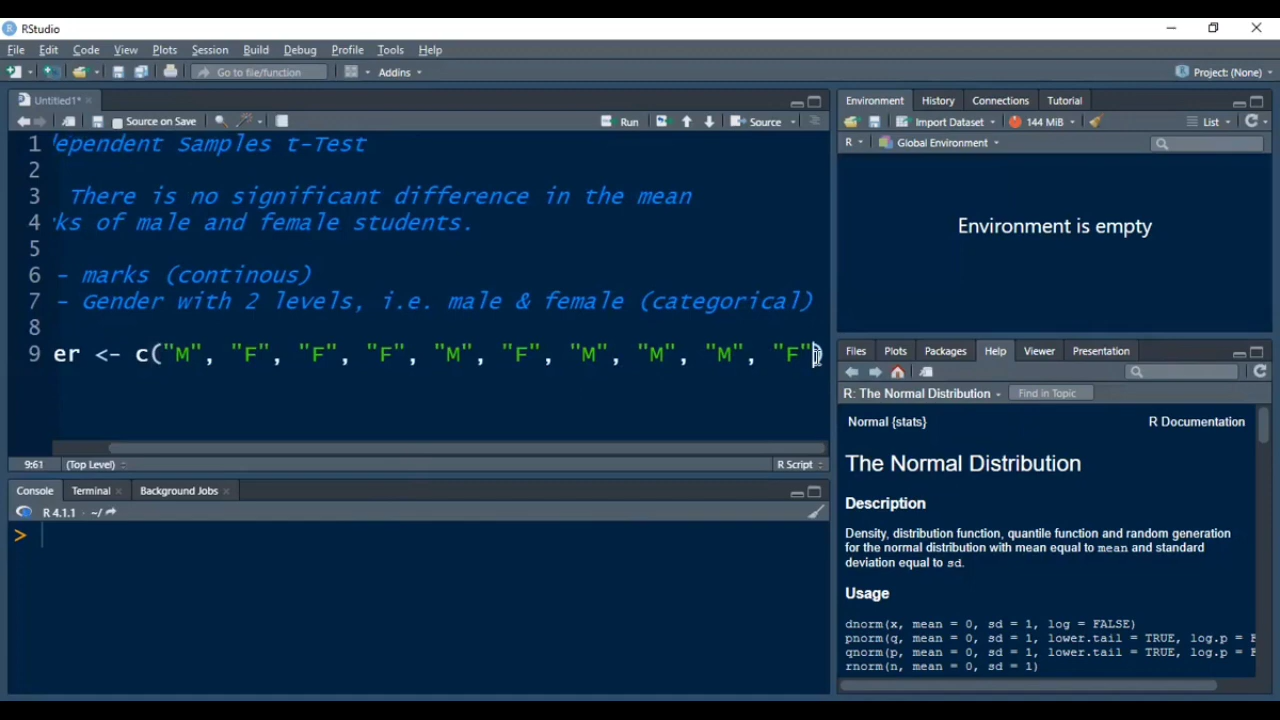 RStudio
File Edit Code View Plots Session Build Debug Profile Tools Help
Go to file/function Addins Project: (None)
Untitled1*
Source on Save Run Source
1 ependent Samples t-Test
2
3 There is no significant difference in the mean
4 ks of male and female students.
5
6 - marks (continous)
7 - Gender with 2 levels, i.e. male & female (categorical)
8
9 er <- c("M", "F", "F", "F", "M", "F", "M", "M", "M", "F")
9:61 (Top Level) R Script
Console Terminal Background Jobs
R 4.1.1 · ~/
>
Environment History Connections Tutorial
Import Dataset 144 MiB List
R Global Environment
Environment is empty
Files Plots Packages Help Viewer Presentation
R: The Normal Distribution Find in Topic
Normal {stats} R Documentation
The Normal Distribution
Description
Density, distribution function, quantile function and random generation
for the normal distribution with mean equal to mean and standard
deviation equal to sd.
Usage
dnorm(x, mean = 0, sd = 1, log = FALSE)
pnorm(q, mean = 0, sd = 1, lower.tail = TRUE, log.p =
qnorm(p, mean = 0, sd = 1, lower.tail = TRUE, log.p =
rnorm(n, mean = 0, sd = 1)